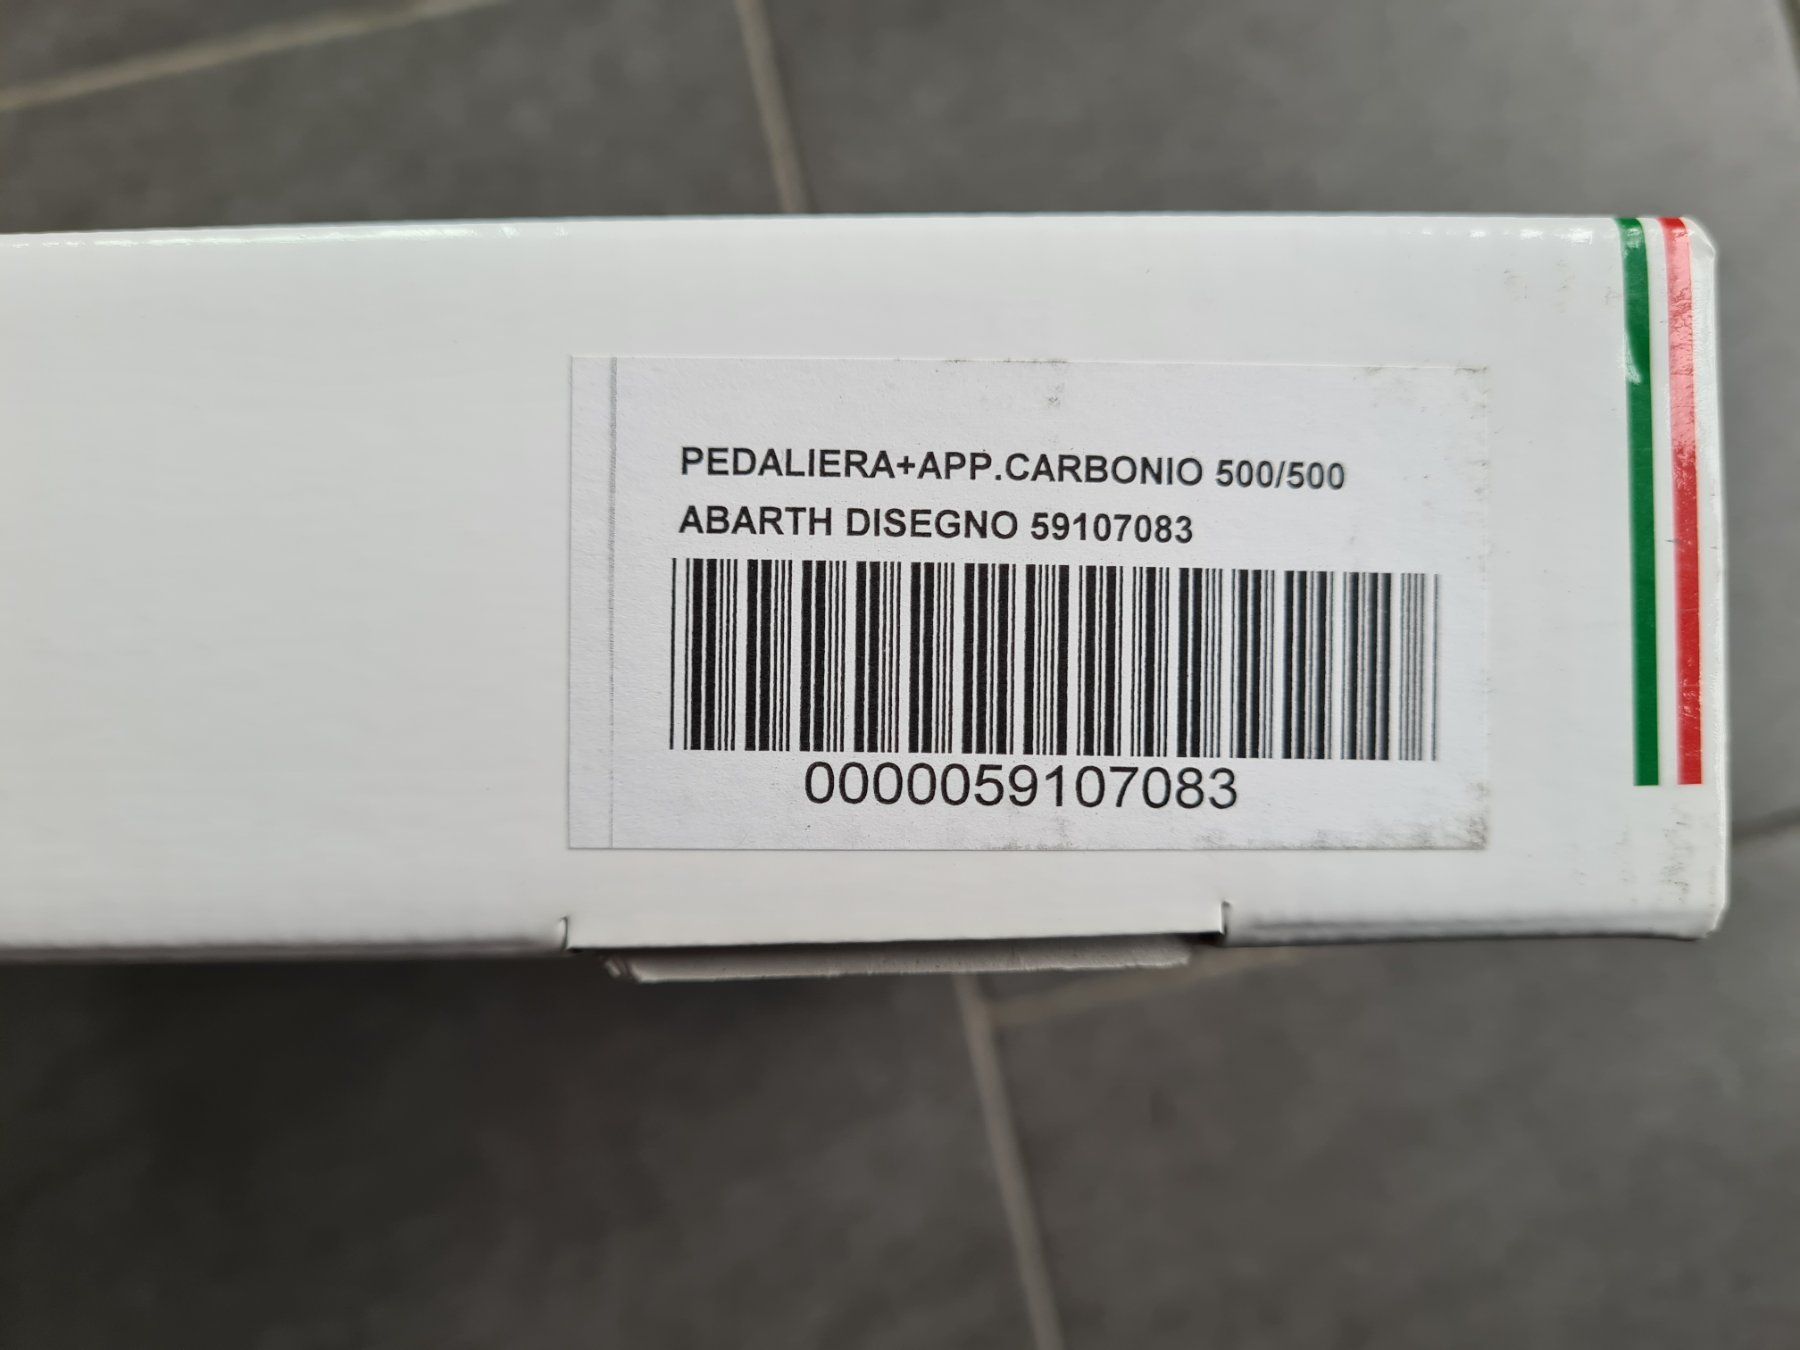 PEDALIERA+APP.CARBONIO 500/500
ABARTH DISEGNO 59107083
0000059107083